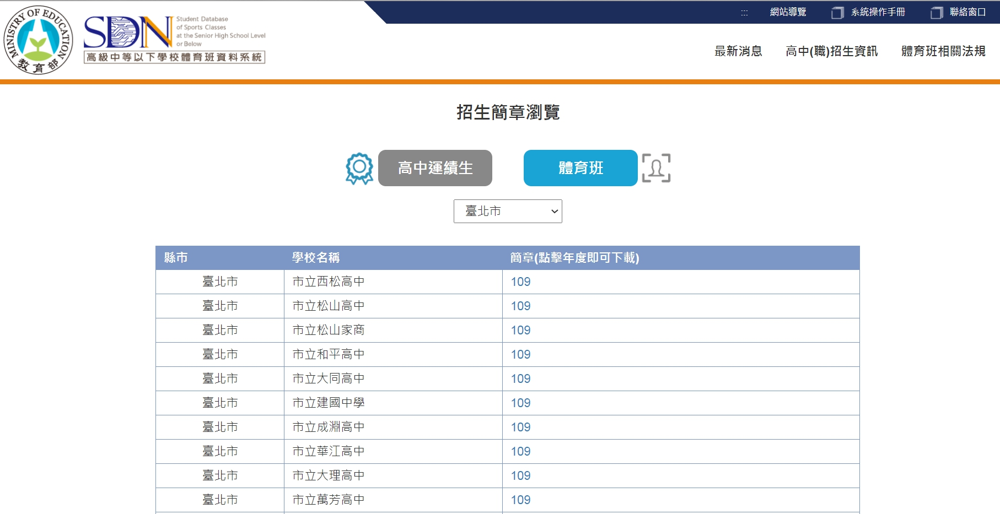 ::: 網站導覽 系統操作手冊 聯絡窗口
MINISTRY OF EDUCATION
教育部
SDN
Student Database
of Sports Classes
at the Senior High School Level
or Below
高級中等以下學校體育班資料系統
最新消息 高中(職)招生資訊 體育班相關法規
招生簡章瀏覽
高中運績生 體育班
臺北市
縣市 學校名稱 簡章(點擊年度即可下載)
臺北市 市立西松高中 109
臺北市 市立松山高中 109
臺北市 市立松山家商 109
臺北市 市立和平高中 109
臺北市 市立大同高中 109
臺北市 市立建國中學 109
臺北市 市立成淵高中 109
臺北市 市立華江高中 109
臺北市 市立大理高中 109
臺北市 市立萬芳高中 109